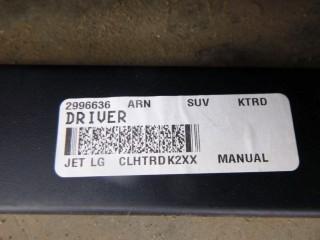 2996636 ARN SUV KTRD
DRIVER
JET LG CLHTRD K2XX MANUAL